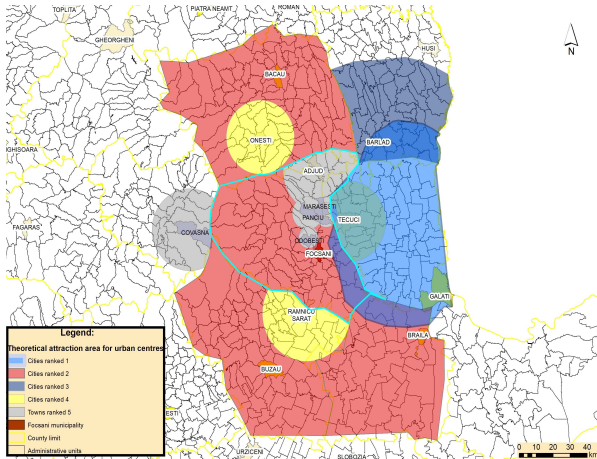 TOPLITA
PIATRA NEAMT
ROMAN
GHEORGHENI
HUSI
N
BACAU
ONESTI
BARLAD
GHISOARA
ADJUD
MARASESTI
PANCIU
TECUCI
FAGARAS
COVASNA
ODOBESTI
FOCSANI
GALATI
RAMNICU
SARAT
BRAILA
BUZAU
ESTI
URZICENI
SLOBOZIA
Legend:
Theoretical attraction area for urban centres
Cities ranked 1
Cities ranked 2
Cities ranked 3
Cities ranked 4
Towns ranked 5
Focsani municipality
County limit
Administrative units
0 10 20 30 40
km